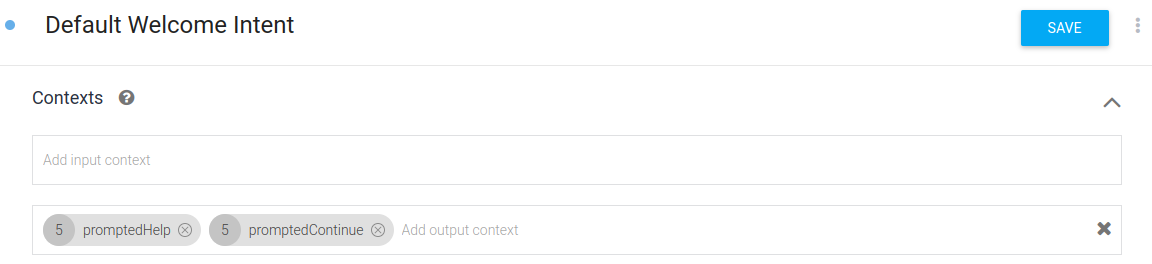 Default Welcome Intent
SAVE
Contexts ?
Add input context
5 promptedHelp 5 promptedContinue Add output context